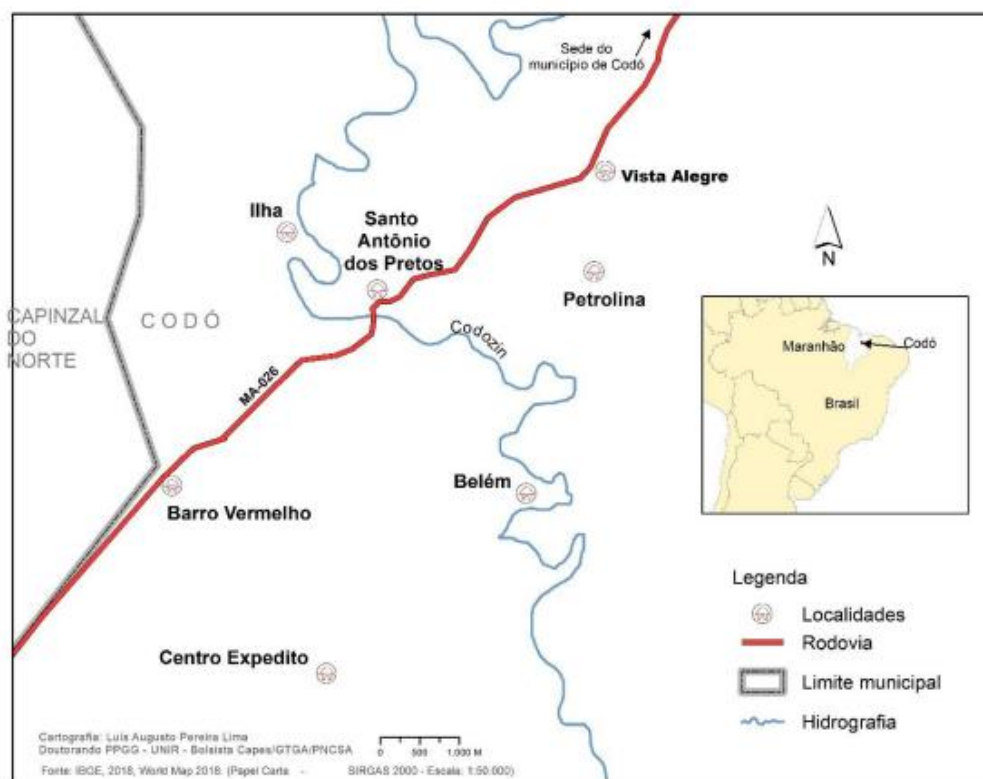 Sede do
município de Codó
Vista Alegre
Ilha
Santo
Antônio
dos Pretos
N
Petrolina
CAPINZAL
DO
NORTE
CODÓ
Codozin
MA-026
Maranhão
Codó
Brasil
Belém
Barro Vermelho
Legenda
Localidades
Rodovia
Centro Expedito
Limite municipal
Hidrografia
Cartografia: Luís Augusto Pereira Lima
Doutorando PPGG - UNIR - Bolsista Capes/GTGA/PNCSA
0 500 1.000 M
Fonte: IBGE, 2018, World Map 2018. (Papel Carta - SIRGAS 2000 - Escala: 1:50.000)